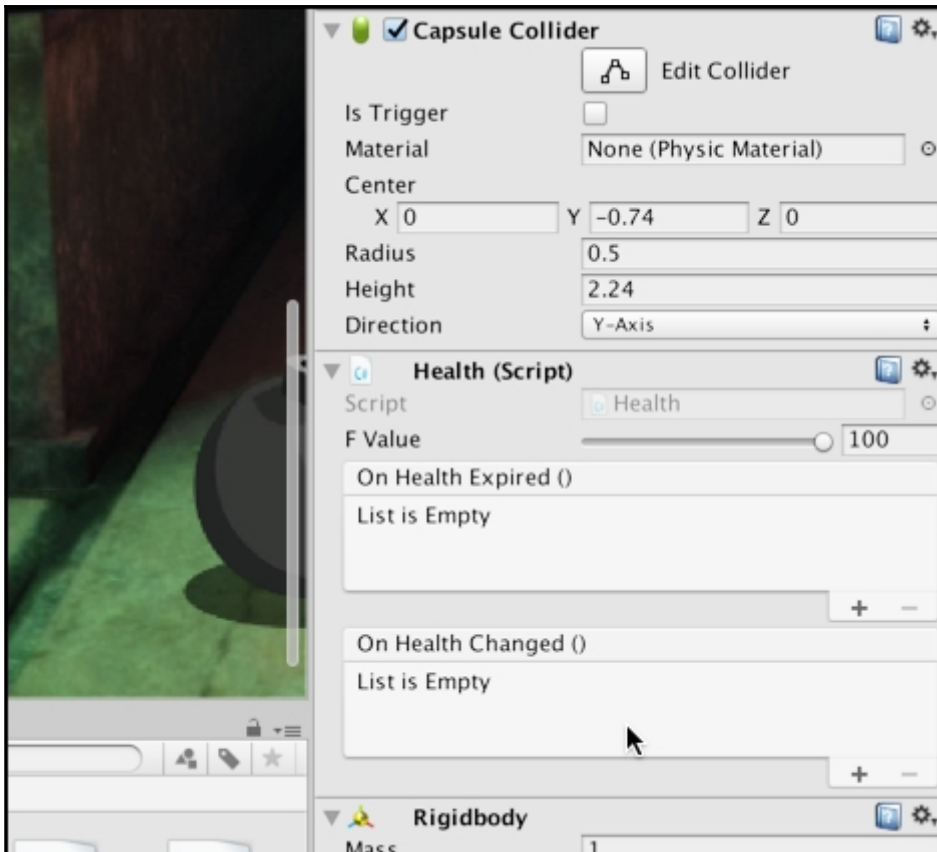 Capsule Collider
Edit Collider
Is Trigger
Material None (Physic Material)
Center
X 0 Y -0.74 Z 0
Radius 0.5
Height 2.24
Direction Y-Axis
Health (Script)
Script Health
F Value 100
On Health Expired ()
List is Empty
+ −
On Health Changed ()
List is Empty
+ −
Rigidbody
Mass 1